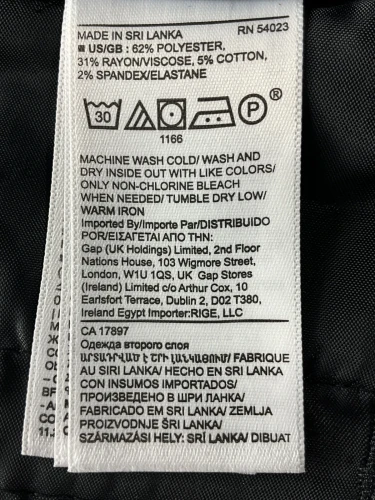 MADE IN SRI LANKA RN 54023
US/GB : 62% POLYESTER,
31% RAYON/VISCOSE, 5% COTTON,
2% SPANDEX/ELASTANE
30 P ®
1166
MACHINE WASH COLD/ WASH AND
DRY INSIDE OUT WITH LIKE COLORS/
ONLY NON-CHLORINE BLEACH
WHEN NEEDED/ TUMBLE DRY LOW/
WARM IRON
Imported By/Importe Par/DISTRIBUIDO
POR/ΕΙΣΑΓΕΤΑΙ ΑΠΟ ΤΗΝ:
Gap (UK Holdings) Limited, 2nd Floor
Nations House, 103 Wigmore Street,
London, W1U 1QS, UK Gap Stores
(Ireland) Limited c/o Arthur Cox, 10
Earlsfort Terrace, Dublin 2, D02 T380,
Ireland Egypt Importer:RIGE, LLC
CA 17897
Одежда второго слоя
ԱՐՏԱԴՐՎԱԾ Է ՇՐԻ ԼԱՆԿԱՅՈՒՄ/ FABRIQUE
AU SIRI LANKA/ HECHO EN SRI LANKA
CON INSUMOS IMPORTADOS/
ПРОИЗВЕДЕНО В ШРИ ЛАНКА/
FABRICADO EM SRI LANKA/ ZEMLJA
PROIZVODNJE ŠRI LANKA/
SZÁRMAZÁSI HELY: SRÍ LANKA/ DIBUAT